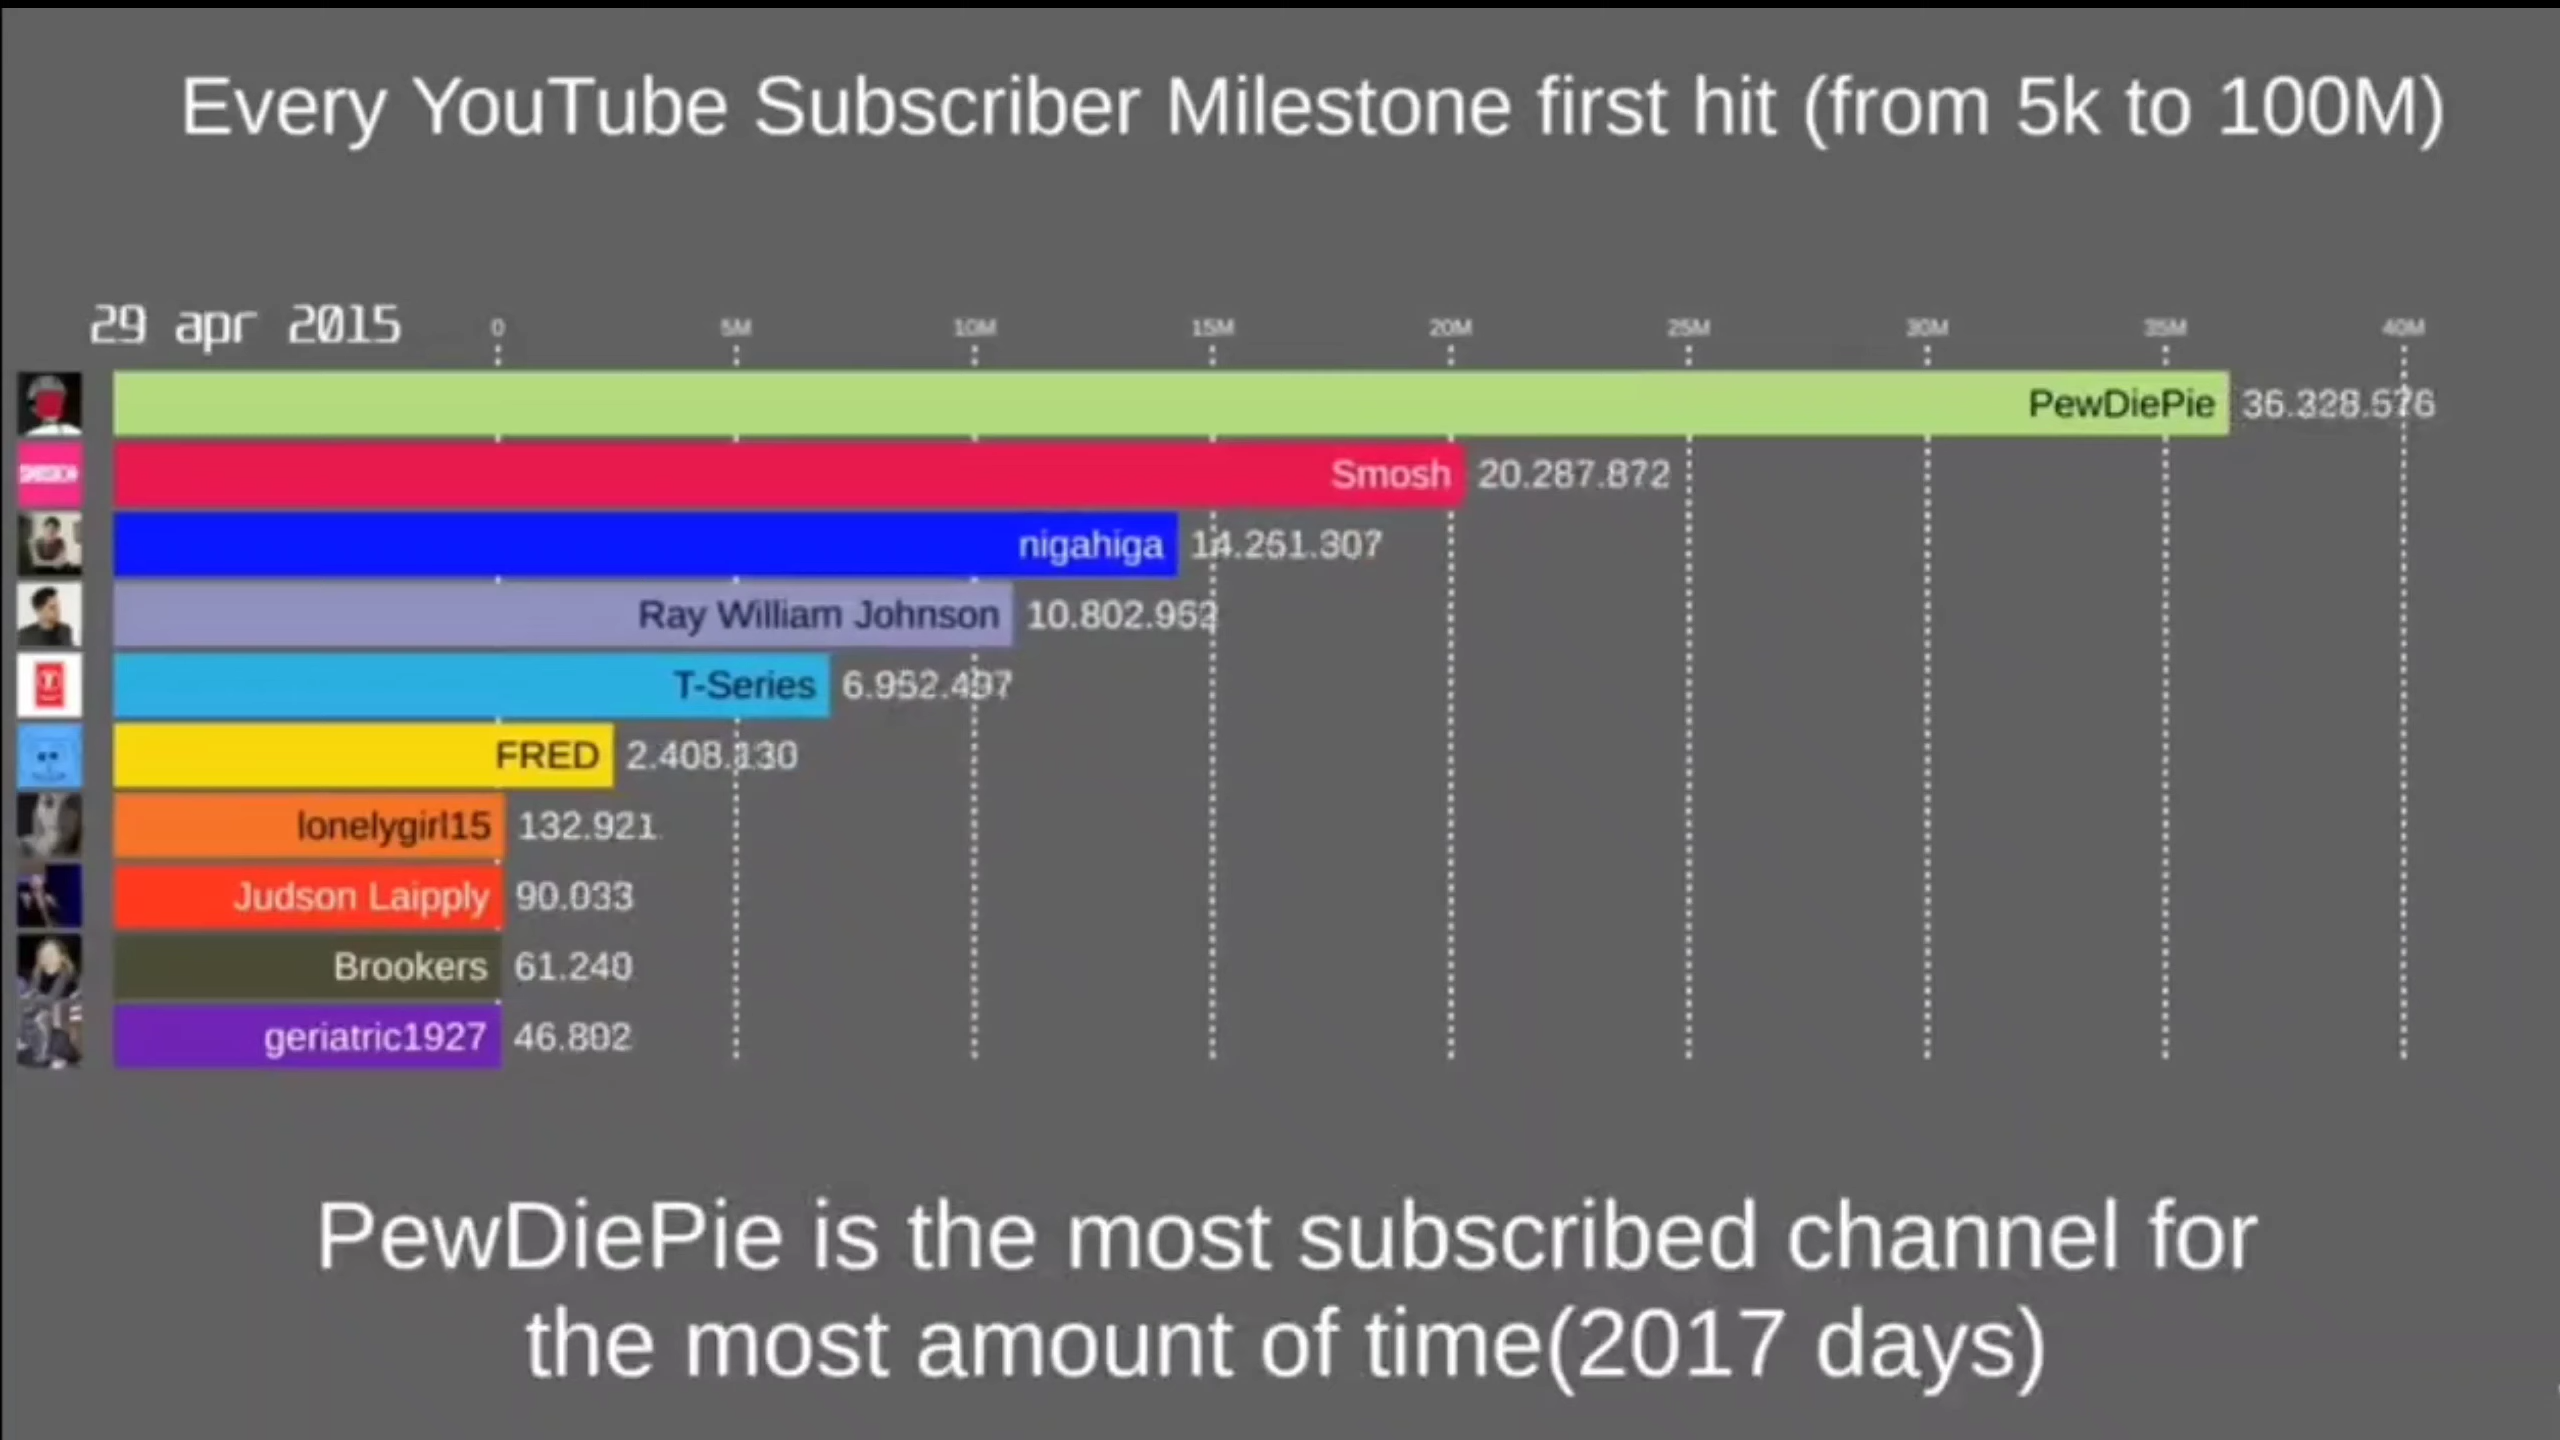 Every YouTube Subscriber Milestone first hit (from 5k to 100M)
29 apr 2015
0 5M 10M 15M 20M 25M 30M 35M 40M
PewDiePie 36.328.576
Smosh 20.287.872
nigahiga 14.251.307
Ray William Johnson 10.802.952
T-Series 6.952.497
FRED 2.408.130
lonelygirl15 132.921
Judson Laipply 90.033
Brookers 61.240
geriatric1927 46.802
PewDiePie is the most subscribed channel for
the most amount of time(2017 days)